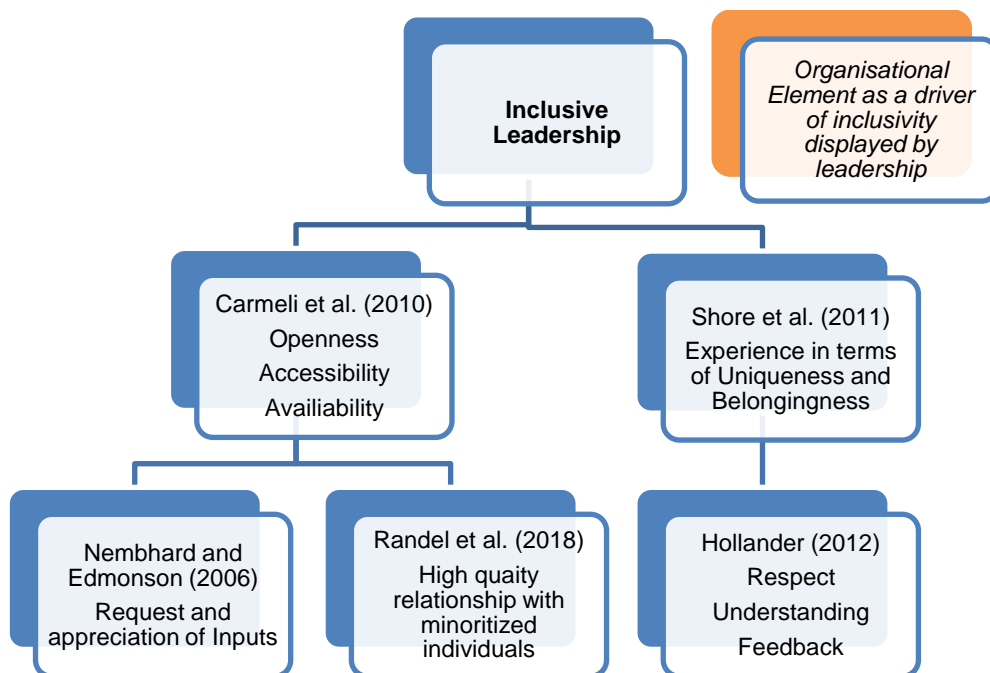 Inclusive
Leadership
Organisational
Element as a driver
of inclusivity
displayed by
leadership
Carmeli et al. (2010)
Openness
Accessibility
Availiability
Shore et al. (2011)
Experience in terms
of Uniqueness and
Belongingness
Nembhard and
Edmonson (2006)
Request and
appreciation of Inputs
Randel et al. (2018)
High quaity
relationship with
minoritized
individuals
Hollander (2012)
Respect
Understanding
Feedback